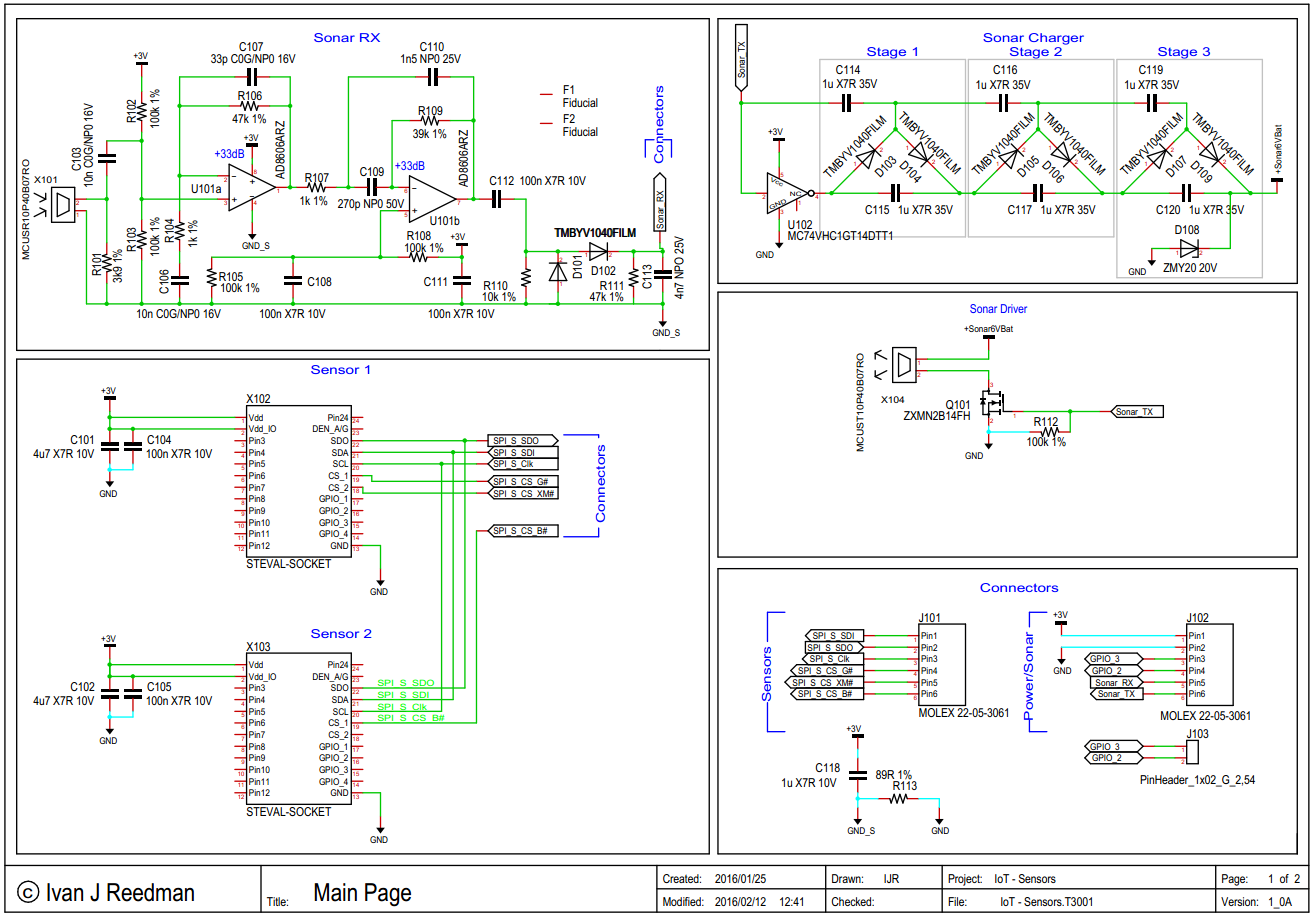 Sonar RX
C107
33p C0G/NP0 16V
C110
1n5 NP0 25V
+3V
R102
100k 1%
R106
47k 1%
R109
39k 1%
F1
Fiducial
F2
Fiducial
Connectors
C103
10n C0G/NP0 16V
+3V
+33dB
AD8606ARZ
U101a
+33dB
AD8606ARZ
U101b
X101
MCUSR10P40B07RO
R107
1k 1%
C109
270p NP0 50V
C112
100n X7R 10V
Sonar_RX
GND_S
R101
3k9 1%
R103
100k 1%
R104
1k 1%
R108
100k 1%
+3V
TMBYV1040FILM
D101
D102
C106
10n C0G/NP0 16V
R105
100k 1%
C108
100n X7R 10V
C111
100n X7R 10V
R110
10k 1%
R111
47k 1%
C113
4n7 NPO 25V
GND_S
Sonar Charger
Stage 1
Stage 2
Stage 3
Sonar_TX
C114
1u X7R 35V
C116
1u X7R 35V
C119
1u X7R 35V
TMBYV1040FILM
D103
TMBYV1040FILM
D104
TMBYV1040FILM
D105
TMBYV1040FILM
D106
TMBYV1040FILM
D107
TMBYV1040FILM
D109
+Sonar6VBat
+3V
Vcc
NC
GND
U102
MC74VHC1GT14DTT1
GND
C115
1u X7R 35V
C117
1u X7R 35V
C120
1u X7R 35V
D108
ZMY20 20V
GND
Sonar Driver
+Sonar6VBat
MCUST10P40B07RO
X104
Q101
ZXMN2B14FH
R112
100k 1%
Sonar_TX
GND
Sensor 1
+3V
C101
4u7 X7R 10V
C104
100n X7R 10V
GND
X102
Vdd
Vdd_IO
Pin3
Pin4
Pin5
Pin6
Pin7
Pin8
Pin9
Pin10
Pin11
Pin12
Pin24
DEN_A/G
SDO
SDA
SCL
CS_1
CS_2
GPIO_1
GPIO_2
GPIO_3
GPIO_4
GND
STEVAL-SOCKET
GND
SPI_S_SDO
SPI_S_SDI
SPI_S_Clk
SPI_S_CS_G#
SPI_S_CS_XM#
SPI_S_CS_B#
Connectors
Sensor 2
+3V
C102
4u7 X7R 10V
C105
100n X7R 10V
GND
X103
Vdd
Vdd_IO
Pin3
Pin4
Pin5
Pin6
Pin7
Pin8
Pin9
Pin10
Pin11
Pin12
Pin24
DEN_A/G
SDO
SDA
SCL
CS_1
CS_2
GPIO_1
GPIO_2
GPIO_3
GPIO_4
GND
STEVAL-SOCKET
SPI_S_SDO
SPI_S_SDI
SPI_S_Clk
SPI_S_CS_B#
GND
Connectors
Sensors
SPI_S_SDI
SPI_S_SDO
SPI_S_Clk
SPI_S_CS_G#
SPI_S_CS_XM#
SPI_S_CS_B#
J101
Pin1
Pin2
Pin3
Pin4
Pin5
Pin6
MOLEX 22-05-3061
Power/Sonar
+3V
GND
GPIO_3
GPIO_2
Sonar_RX
Sonar_TX
J102
Pin1
Pin2
Pin3
Pin4
Pin5
Pin6
MOLEX 22-05-3061
J103
GPIO_3
GPIO_2
PinHeader_1x02_G_2,54
+3V
C118
1u X7R 10V
89R 1%
R113
GND_S
GND
© Ivan J Reedman
Title: Main Page
Created: 2016/01/25
Modified: 2016/02/12 12:41
Drawn: IJR
Checked:
Project: IoT - Sensors
File: IoT - Sensors.T3001
Page: 1 of 2
Version: 1_0A